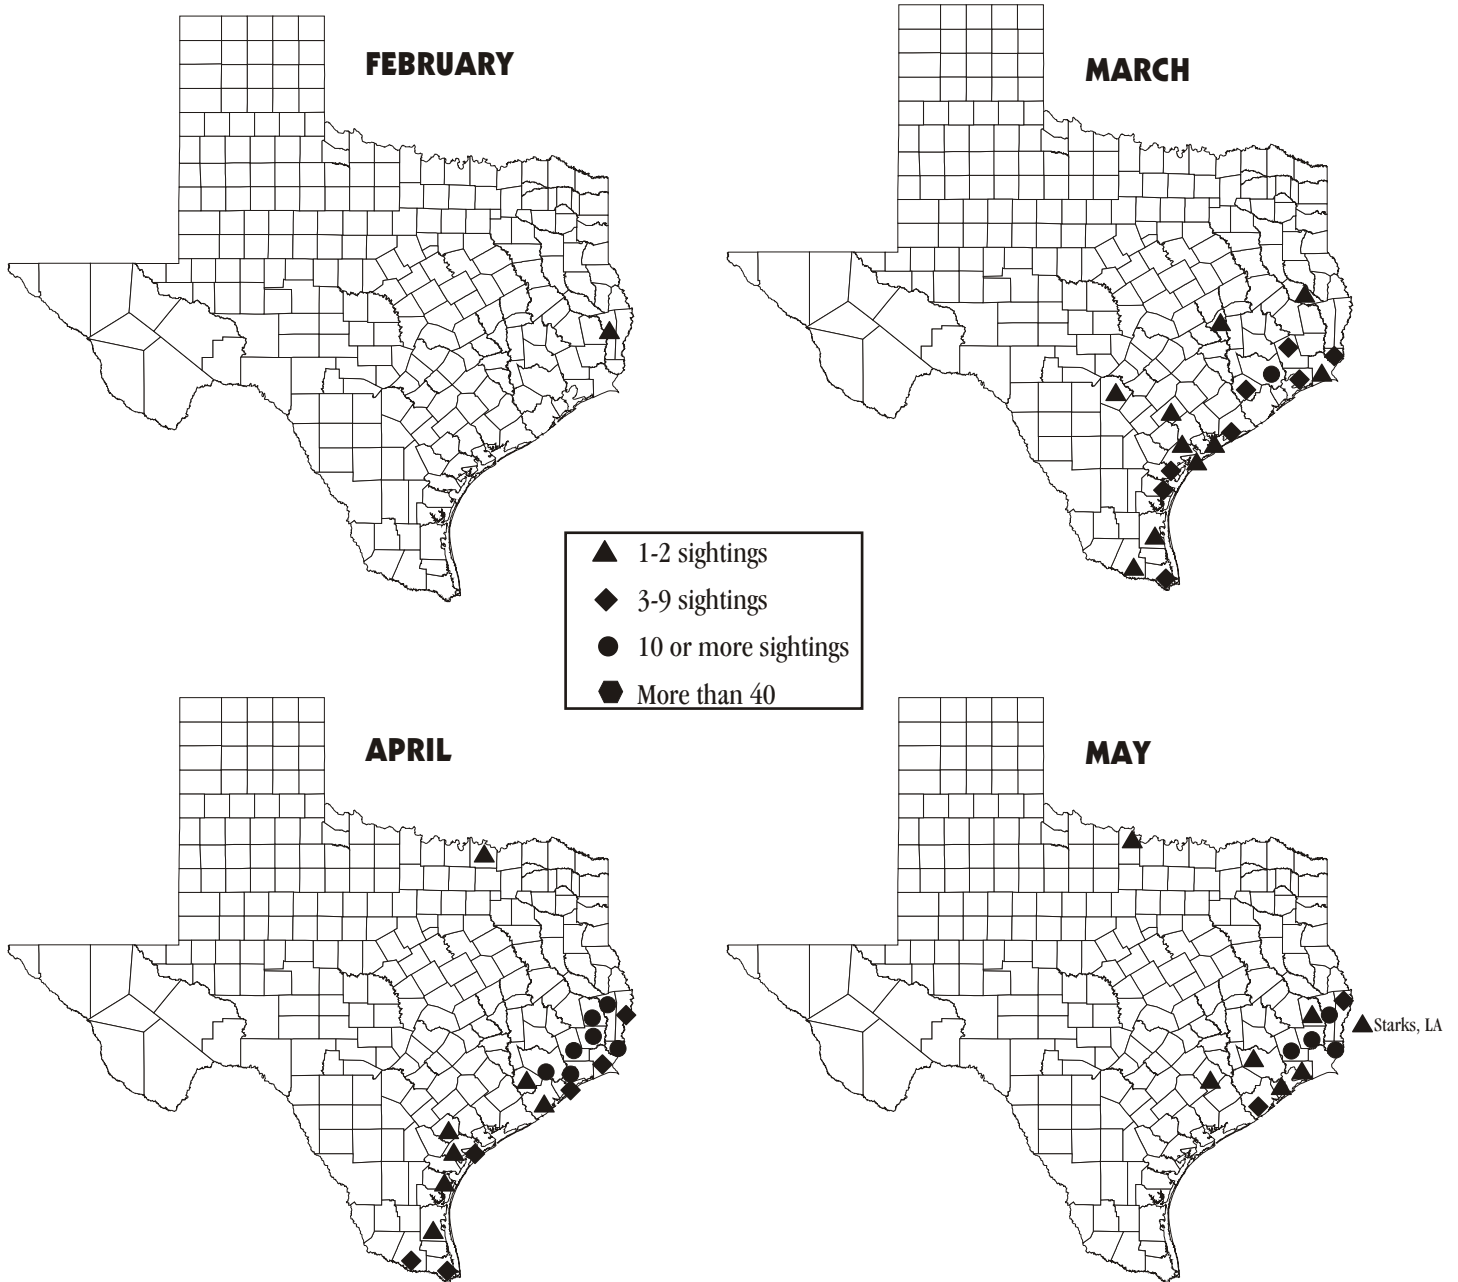 FEBRUARY
MARCH
1-2 sightings
3-9 sightings
10 or more sightings
More than 40
APRIL
MAY
Starks, LA